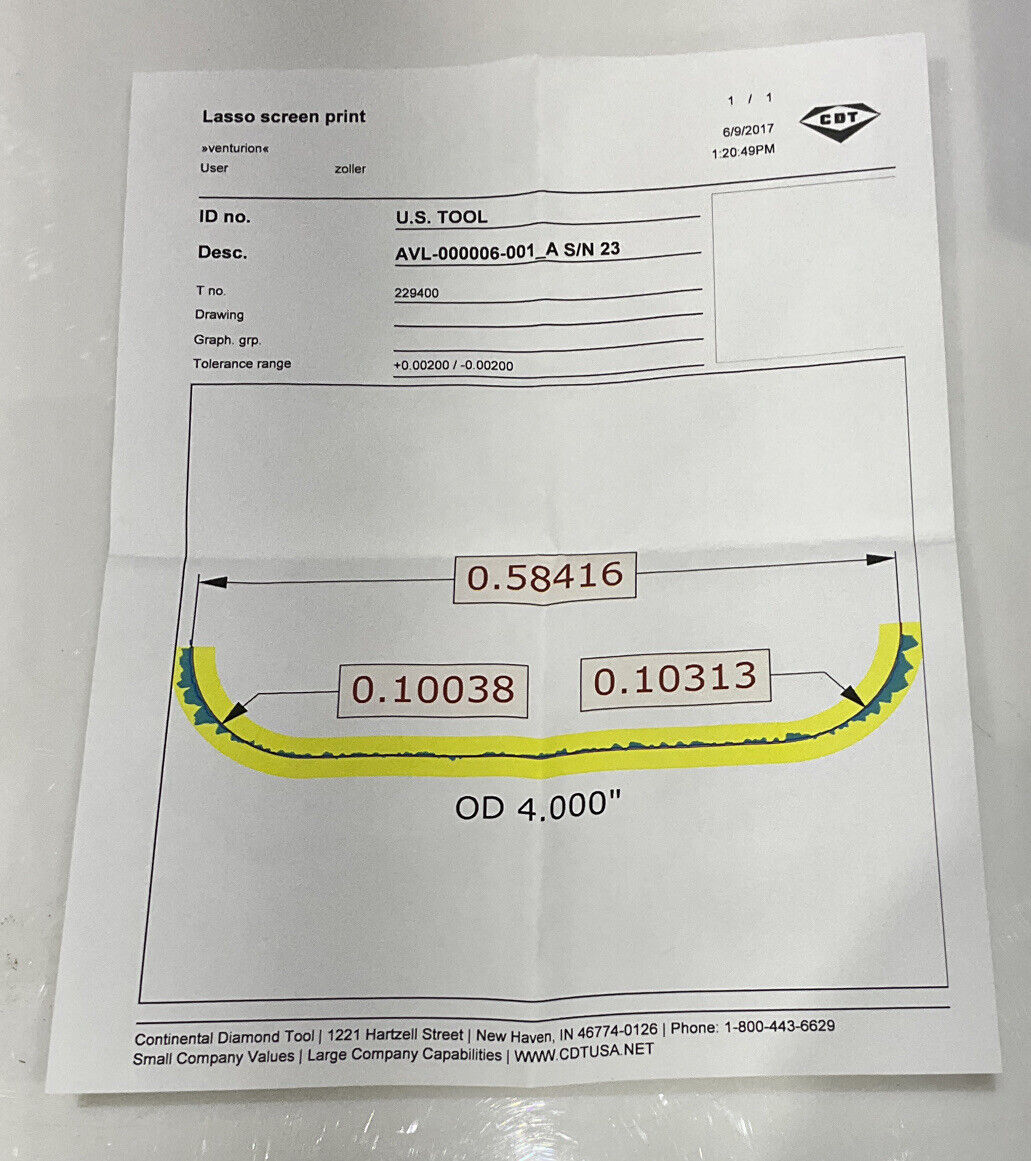 Lasso screen print
1 / 1
CDT
»venturion«
6/9/2017
User zoller
1:20:49PM
ID no. U.S. TOOL
Desc. AVL-000006-001_A S/N 23
T no. 229400
Drawing
Graph. grp.
Tolerance range +0.00200 / -0.00200
0.58416
0.10038 0.10313
OD 4.000"
Continental Diamond Tool | 1221 Hartzell Street | New Haven, IN 46774-0126 | Phone: 1-800-443-6629
Small Company Values | Large Company Capabilities | WWW.CDTUSA.NET